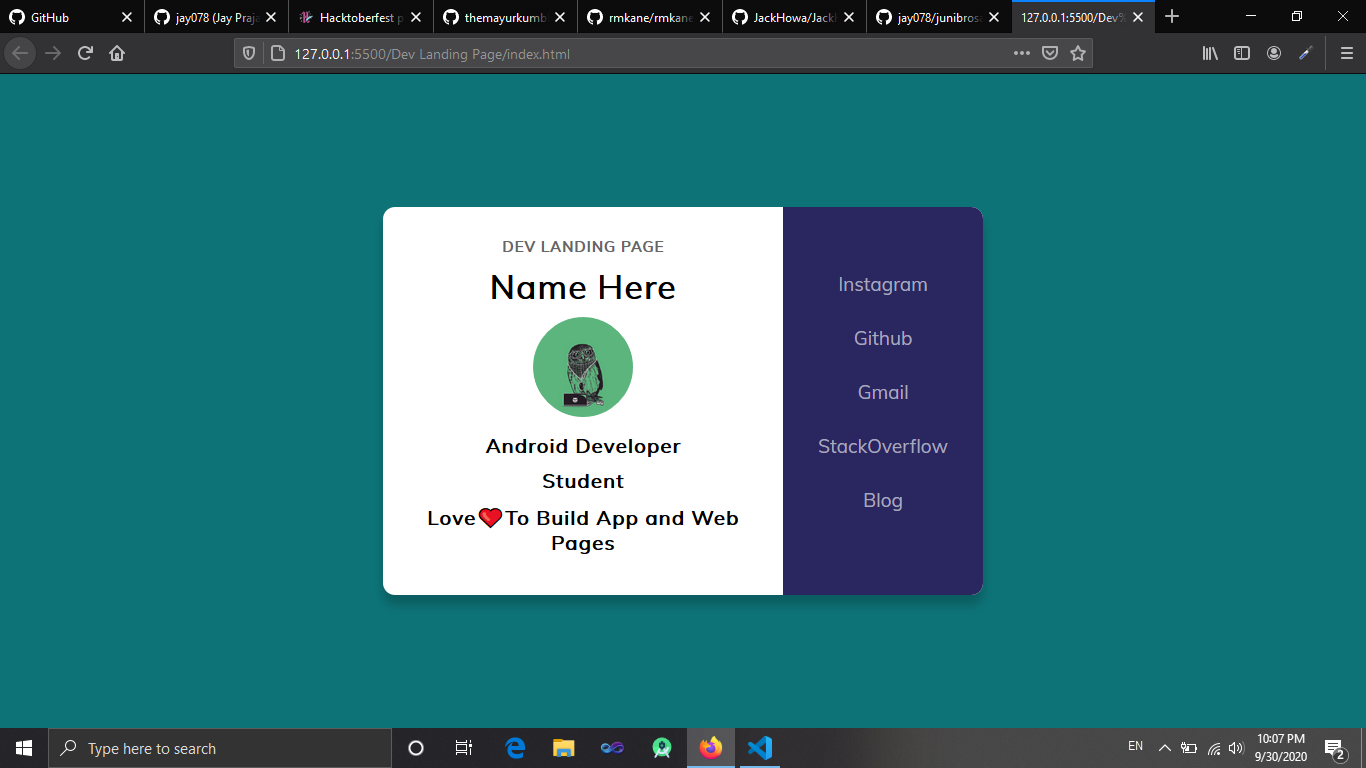 GitHub
jay078 (Jay Praja
Hacktoberfest p
themayurkumb
rmkane/rmkane
JackHowa/JackH
jay078/junibrosa
127.0.0.1:5500/Dev%
127.0.0.1:5500/Dev Landing Page/index.html
DEV LANDING PAGE
Name Here
Android Developer
Student
Love❤To Build App and Web
Pages
Instagram
Github
Gmail
StackOverflow
Blog
Type here to search
EN
10:07 PM
9/30/2020
2